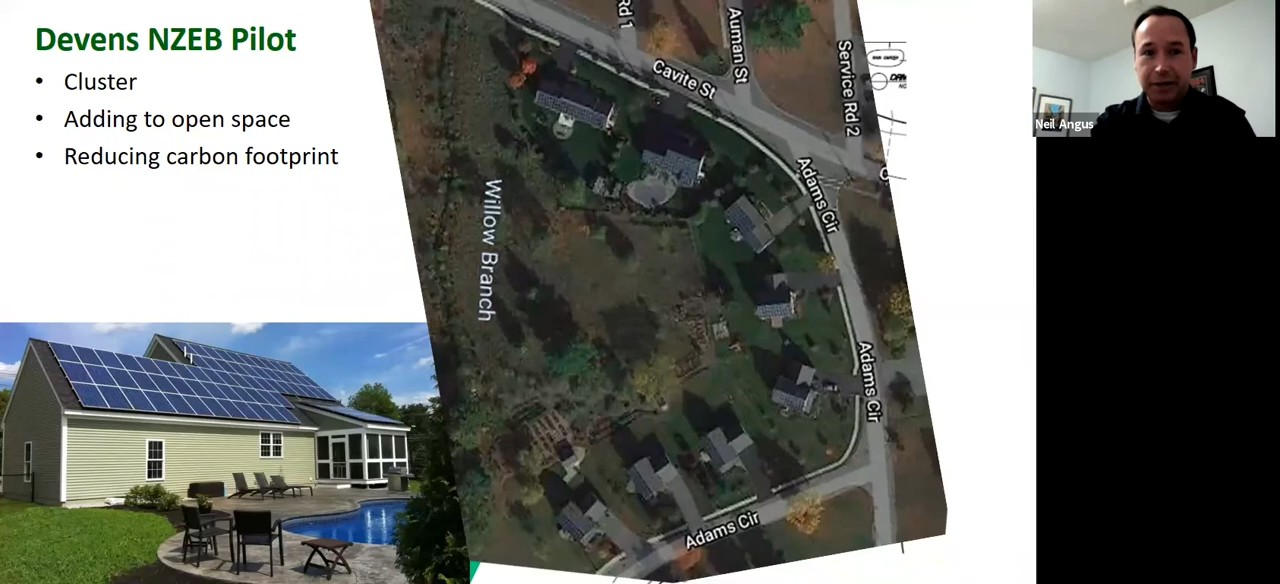 Devens NZEB Pilot
• Cluster
• Adding to open space
• Reducing carbon footprint
Rd 1
Auman St
Cavite St
Service Rd 2
Adams Cir
Willow Branch
Adams Cir
Adams Cir
Neil Angus